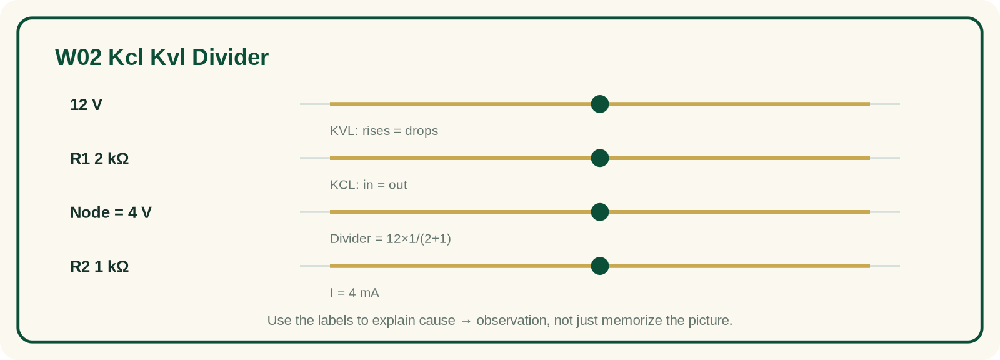 W02 Kcl Kvl Divider
12 V
KVL: rises = drops
R1 2 kΩ
KCL: in = out
Node = 4 V
Divider = 12×1/(2+1)
R2 1 kΩ
I = 4 mA
Use the labels to explain cause → observation, not just memorize the picture.